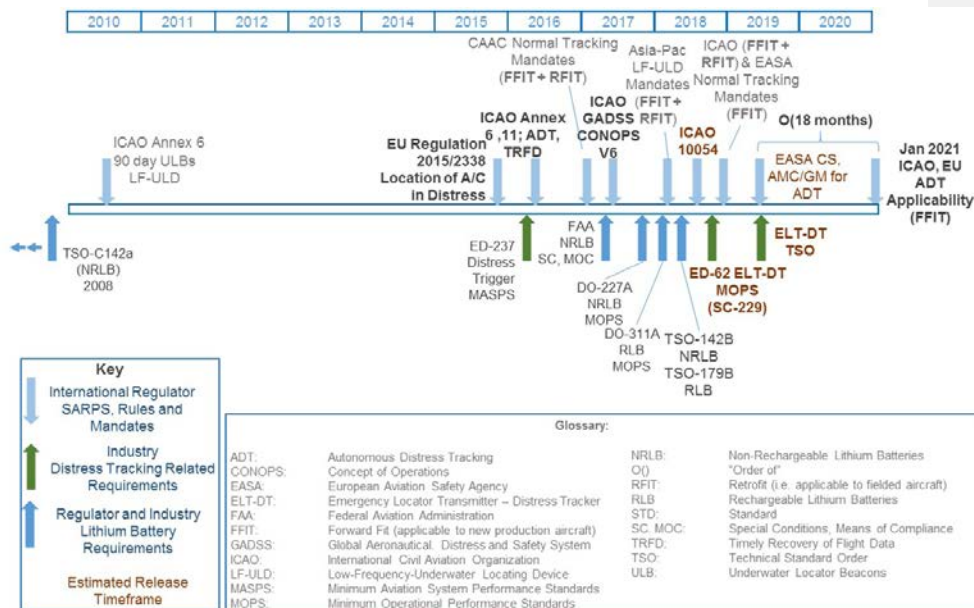 2010 2011 2012 2013 2014 2015 2016 2017 2018 2019 2020
CAAC Normal Tracking
Mandates
(FFIT + RFIT)
Asia-Pac
LF-ULD
Mandates
(FFIT +
RFIT)
ICAO (FFIT +
RFIT) & EASA
Normal Tracking
Mandates
(FFIT)
ICAO Annex 6
90 day ULBs
LF-ULD
EU Regulation
2015/2338
Location of A/C
in Distress
ICAO Annex
6 ,11; ADT,
TRFD
ICAO
GADSS
CONOPS
V6
ICAO
10054
O(18 months)
EASA CS,
AMC/GM for
ADT
Jan 2021
ICAO, EU
ADT
Applicability
(FFIT)
TSO-C142a
(NRLB)
2008
ED-237
Distress
Trigger
MASPS
FAA
NRLB
SC, MOC
DO-227A
NRLB
MOPS
DO-311A
RLB
MOPS
TSO-142B
NRLB
TSO-179B
RLB
ED-62 ELT-DT
MOPS
(SC-229)
ELT-DT
TSO
Key
International Regulator
SARPS, Rules and
Mandates
Industry
Distress Tracking Related
Requirements
Regulator and Industry
Lithium Battery
Requirements
Estimated Release
Timeframe
Glossary:
ADT: Autonomous Distress Tracking
CONOPS: Concept of Operations
EASA: European Aviation Safety Agency
ELT-DT: Emergency Locator Transmitter – Distress Tracker
FAA: Federal Aviation Administration
FFIT: Forward Fit (applicable to new production aircraft)
GADSS: Global Aeronautical. Distress and Safety System
ICAO: International Civil Aviation Organization
LF-ULD: Low-Frequency-Underwater Locating Device
MASPS: Minimum Aviation System Performance Standards
MOPS: Minimum Operational Performance Standards
NRLB: Non-Rechargeable Lithium Batteries
O() "Order of"
RFIT: Retrofit (i.e. applicable to fielded aircraft)
RLB Rechargeable Lithium Batteries
STD: Standard
SC. MOC: Special Conditions, Means of Compliance
TRFD: Timely Recovery of Flight Data
TSO: Technical Standard Order
ULB: Underwater Locator Beacons